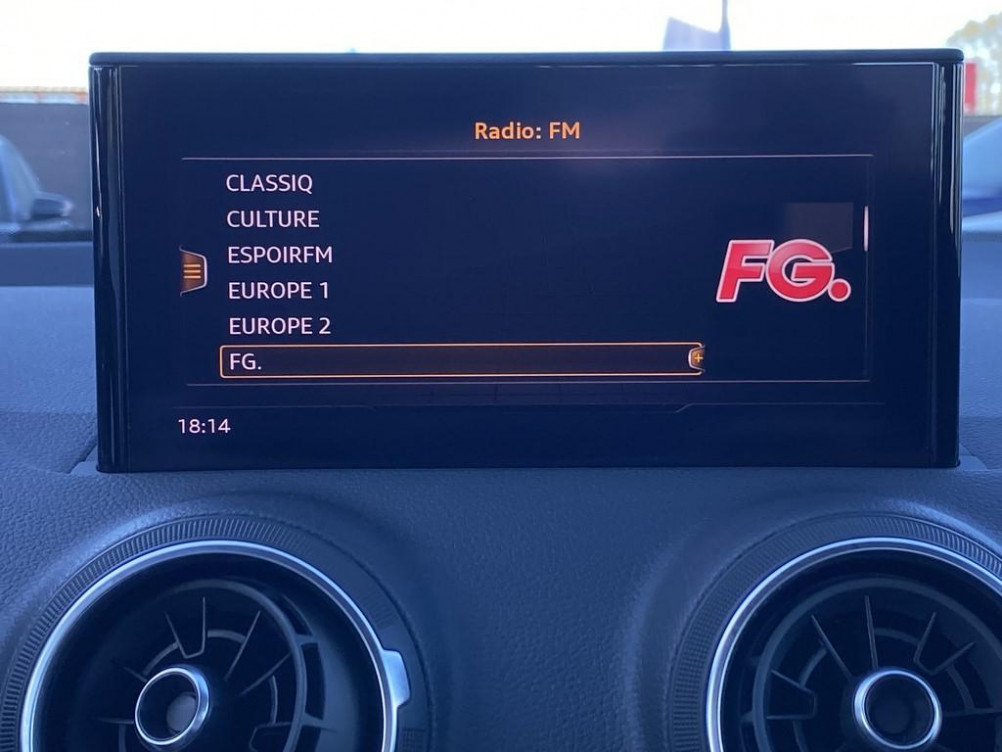 Radio: FM
CLASSIQ
CULTURE
ESPOIRFM
EUROPE 1
EUROPE 2
FG.
FG.
18:14